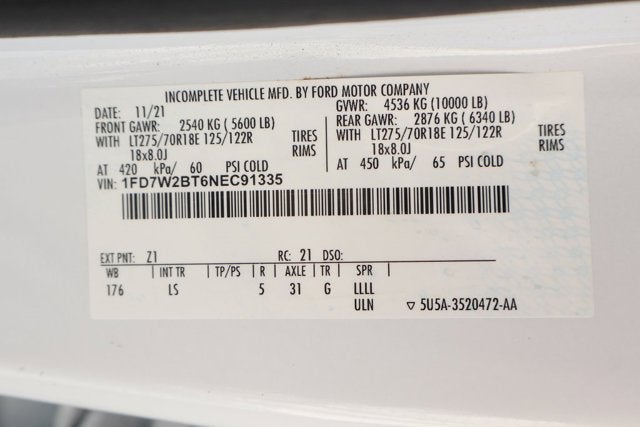 INCOMPLETE VEHICLE MFD. BY FORD MOTOR COMPANY
DATE: 11/21 GVWR: 4536 KG (10000 LB)
FRONT GAWR: 2540 KG (5600 LB) REAR GAWR: 2876 KG (6340 LB)
WITH LT275/70R18E 125/122R TIRES WITH LT275/70R18E 125/122R TIRES
18x8.0J RIMS 18x8.0J RIMS
AT 420 kPa/ 60 PSI COLD AT 450 kPa/ 65 PSI COLD
VIN: 1FD7W2BT6NEC91335
EXT PNT: Z1 RC: 21 DSO:
WB | INT TR | TP/PS | R | AXLE | TR | SPR |
176 LS 5 31 G LLLL
ULN ▽ 5U5A-3520472-AA